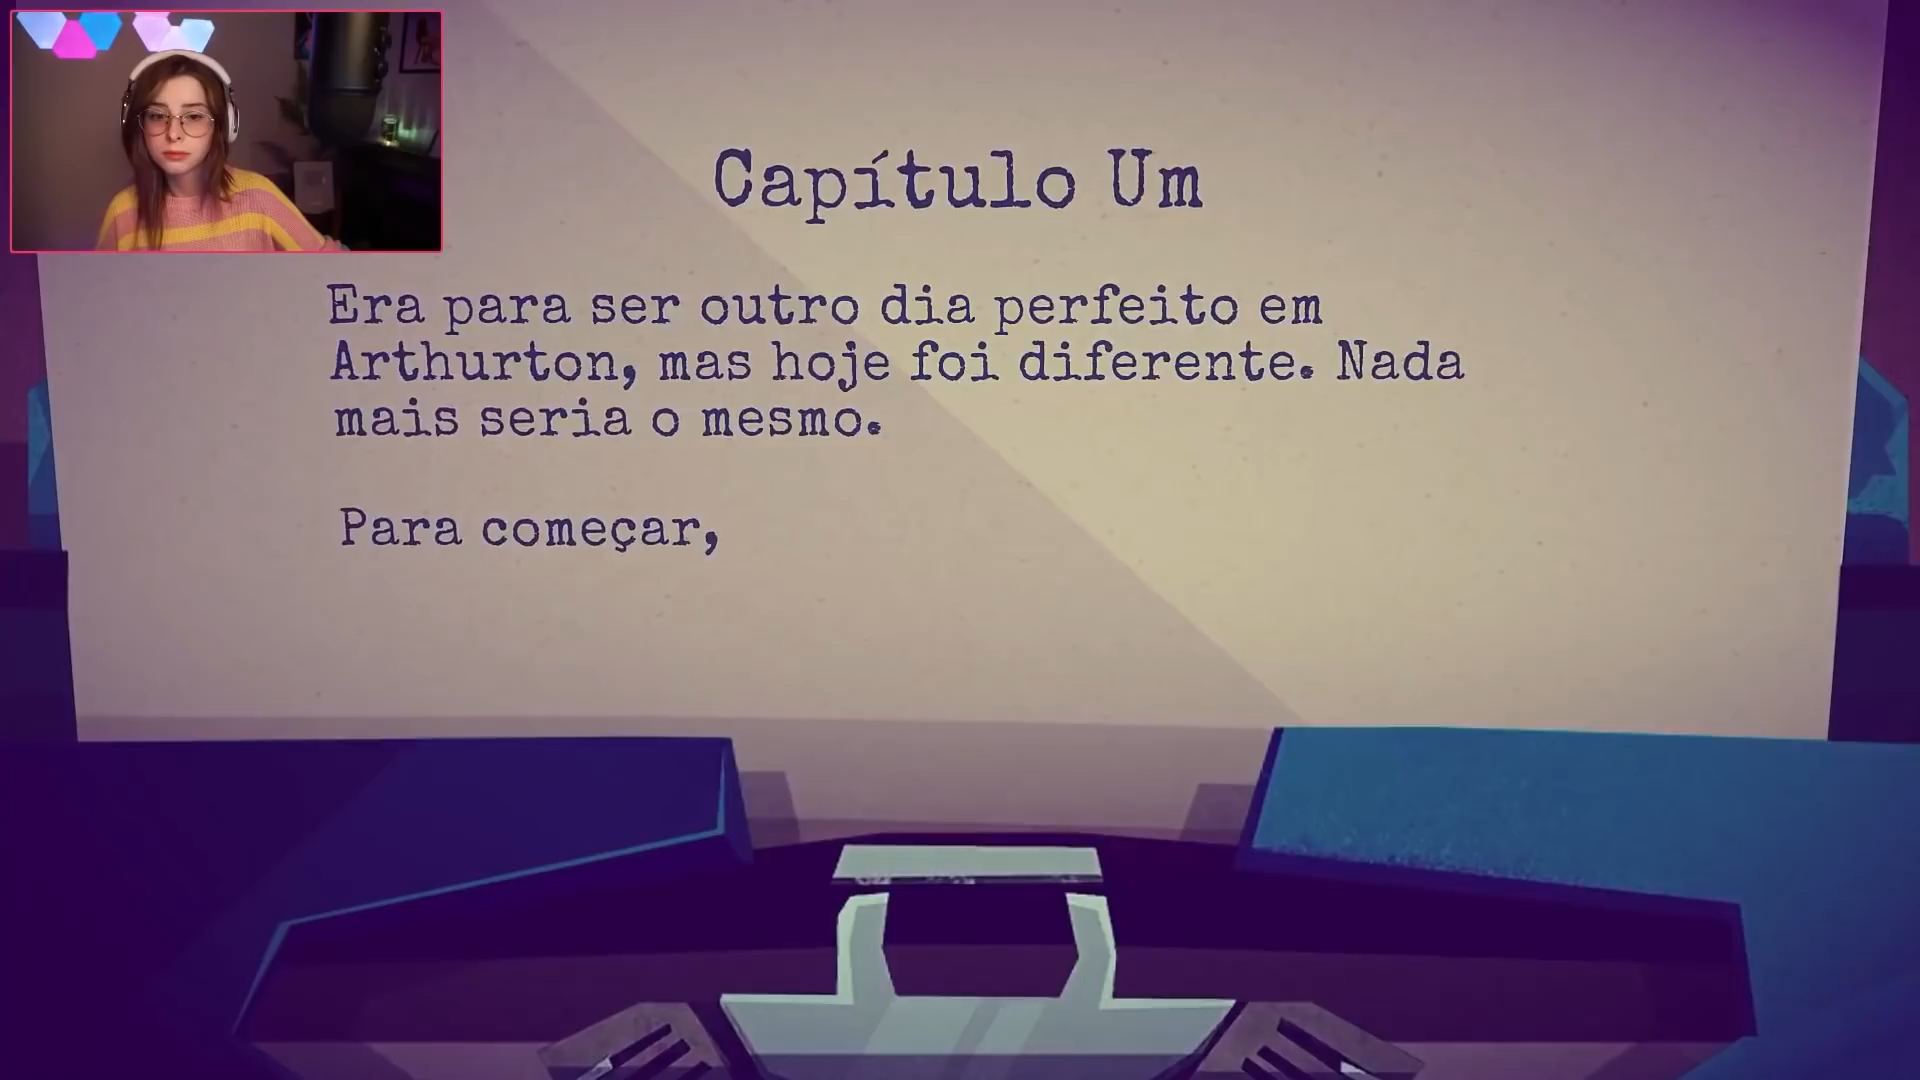 Capítulo Um
Era para ser outro dia perfeito em
Arthurton, mas hoje foi diferente. Nada
mais seria o mesmo.
Para começar,